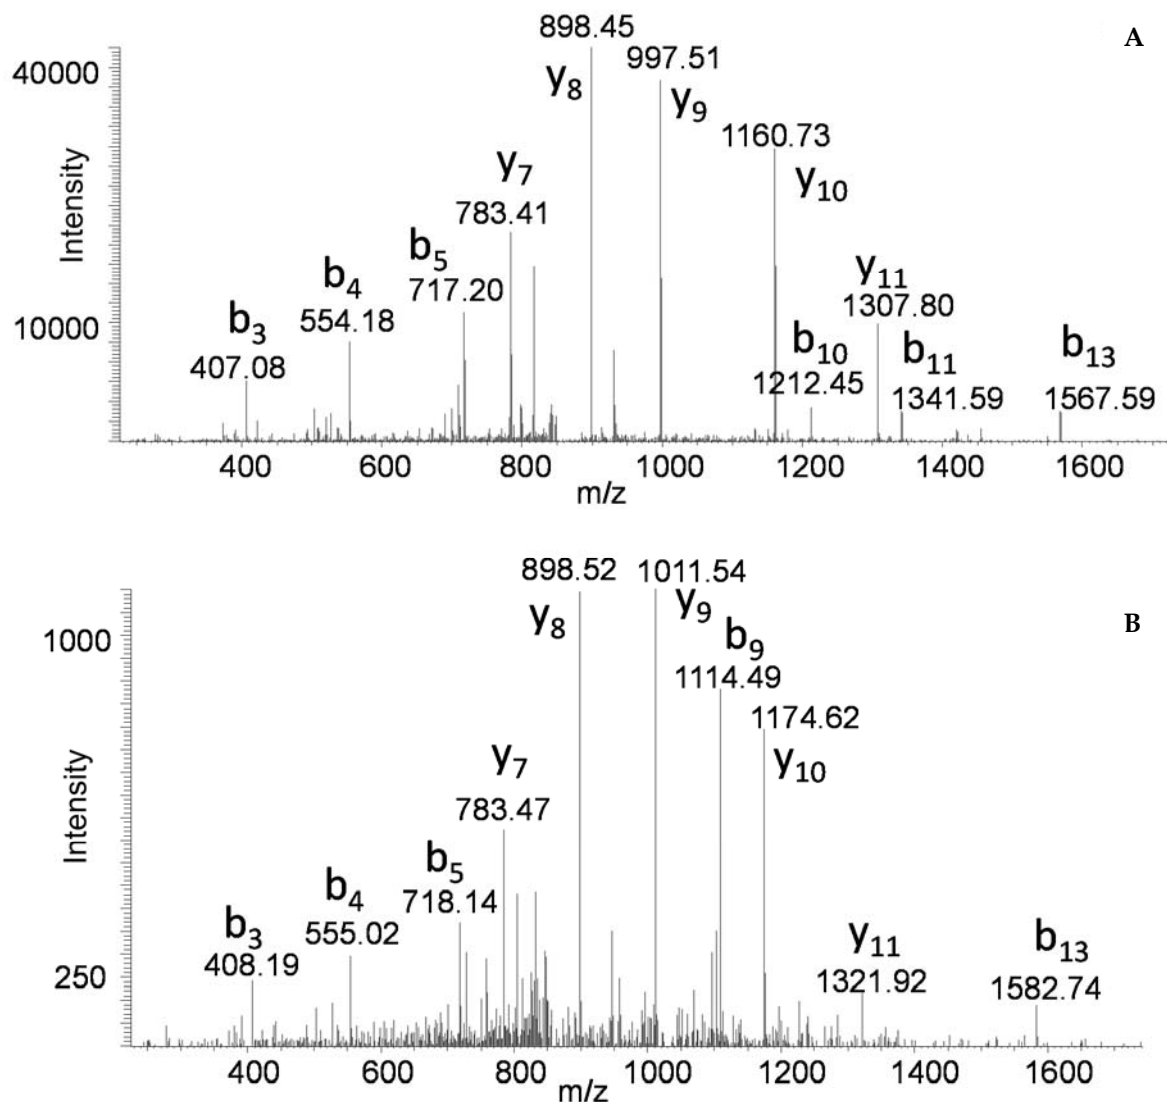 A
898.45
40000
997.51
y8
y9
1160.73
Intensity
y7
y10
783.41
b5
717.20
b4
y11
554.18
1307.80
10000
b3
b10
b11
b13
407.08
1212.45
1341.59
1567.59
400 600 800 1000 1200 1400 1600
m/z
B
898.52 1011.54
y8
y9
1000
b9
1114.49
1174.62
y7
y10
Intensity
783.47
b5
718.14
b4
555.02
b3
y11
b13
408.19
1321.92
1582.74
250
400 600 800 1000 1200 1400 1600
m/z